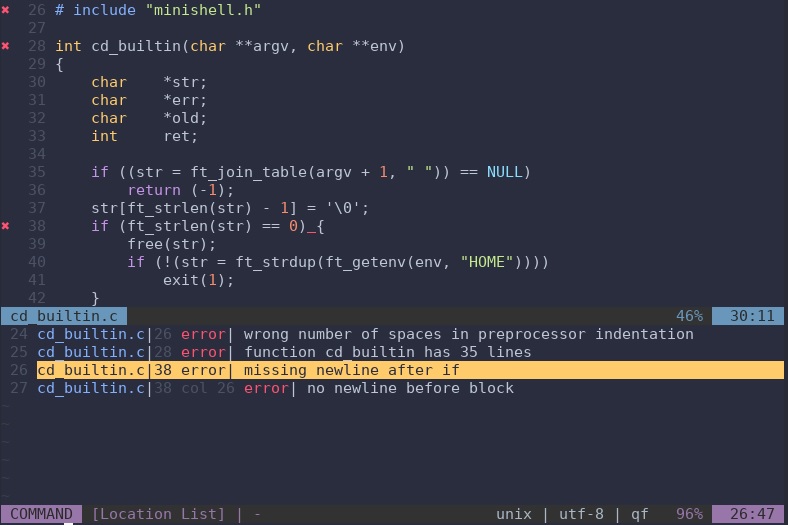 ✖ 26 # include "minishell.h"
27
✖ 28 int cd_builtin(char **argv, char **env)
29 {
30     char    *str;
31     char    *err;
32     char    *old;
33     int     ret;
34
35     if ((str = ft_join_table(argv + 1, " ")) == NULL)
36         return (-1);
37     str[ft_strlen(str) - 1] = '\0';
✖ 38     if (ft_strlen(str) == 0)_{
39         free(str);
40         if (!(str = ft_strdup(ft_getenv(env, "HOME"))))
41             exit(1);
42     }
cd_builtin.c 46% 30:11
24 cd_builtin.c|26 error| wrong number of spaces in preprocessor indentation
25 cd_builtin.c|28 error| function cd_builtin has 35 lines
26 cd_builtin.c|38 error| missing newline after if
27 cd_builtin.c|38 col 26 error| no newline before block
~
~
~
~
~
~
COMMAND [Location List] | - unix | utf-8 | qf 96% 26:47